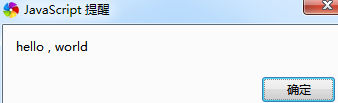 JavaScript 提醒
hello , world
确定